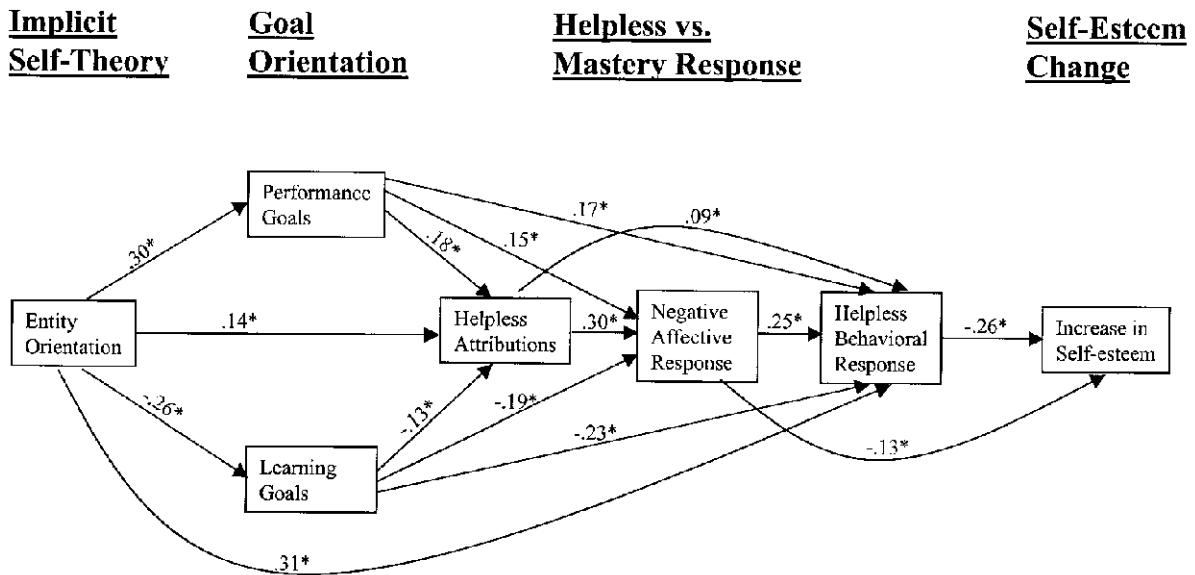 Implicit
Self-Theory
Goal
Orientation
Helpless vs.
Mastery Response
Self-Esteem
Change
Performance
Goals
.17*
.09*
.30*
.18*
.15*
Entity
Orientation
.14*
Helpless
Attributions
.30*
Negative
Affective
Response
.25*
Helpless
Behavioral
Response
-.26*
Increase in
Self-esteem
-.26*
-.13*
-.19*
-.23*
-.13*
Learning
Goals
.31*